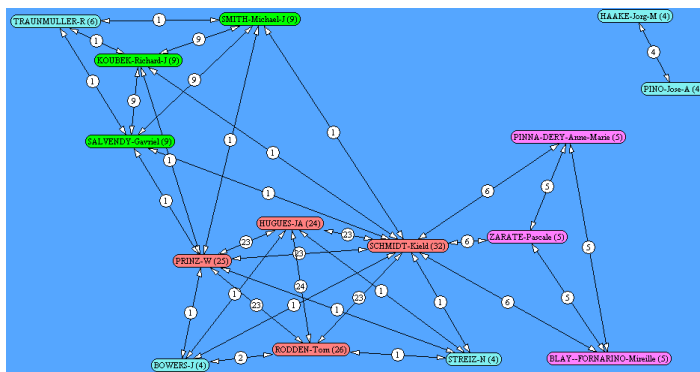 TRAUNMULLER-R (6)
1
SMITH-Michael-J (9)
HAAKE-Jorg-M (4)
1
9
KOUBEK-Richard-J (9)
4
1
9
PINO-Jose-A (4
9
SALVENDY-Gavriel (9)
1
1
PINNA-DERY-Anne-Marie (5)
1
1
1
6
5
1
1
HUGUES-JA (24)
23
23
SCHMIDT-Kield (32)
6
ZARATE-Pascale (5)
5
PRINZ-W (25)
23
24
23
1
1
23
1
1
1
6
5
RODDEN-Tom (26)
BOWERS-J (4)
2
1
STREIZ-N (4)
BLAY--FORNARINO-Mireille (5)